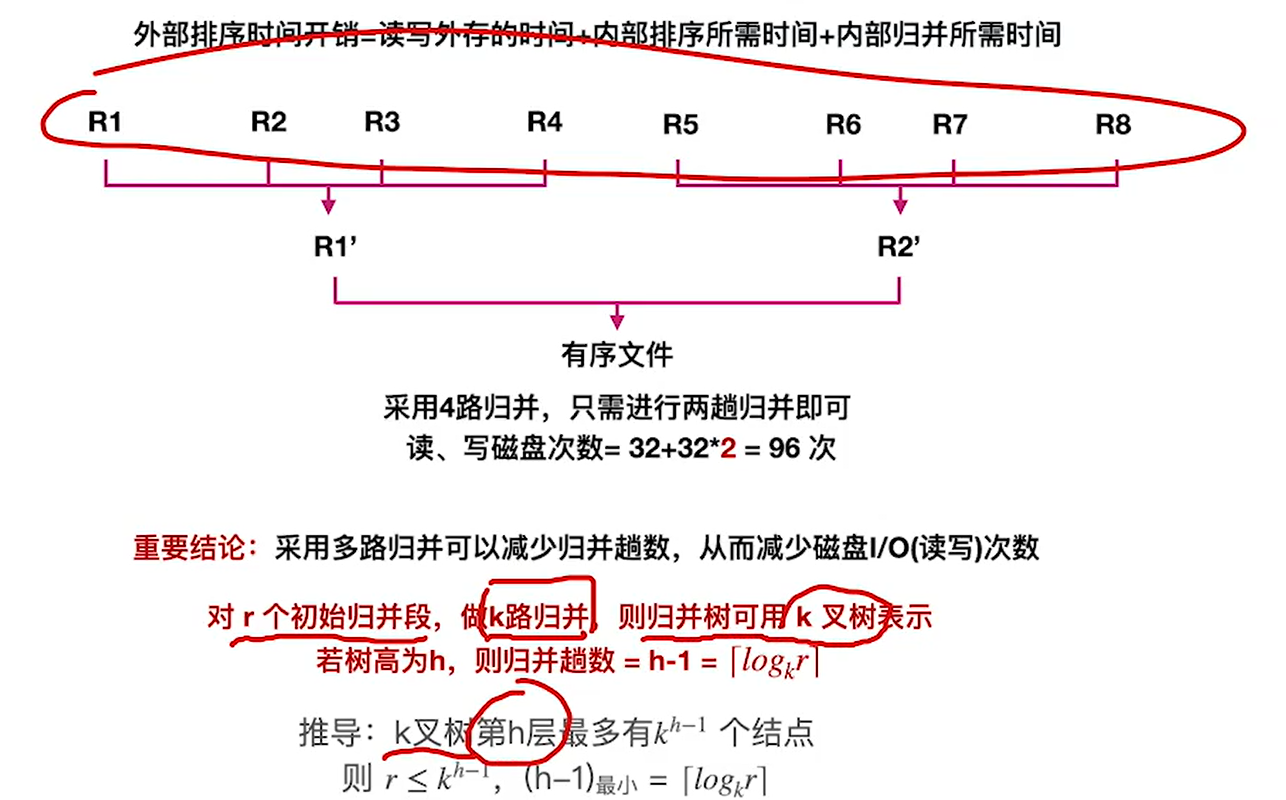 外部排序时间开销=读写外存的时间+内部排序所需时间+内部归并所需时间
R1 R2 R3 R4 R5 R6 R7 R8
R1’ R2’
有序文件
采用4路归并，只需进行两趟归并即可
读、写磁盘次数= 32+32*2 = 96 次
重要结论：采用多路归并可以减少归并趟数，从而减少磁盘I/O(读写)次数
对 r 个初始归并段，做k路归并，则归并树可用 k 叉树表示
若树高为h，则归并趟数 = h-1 = ⌈logₖr⌉
推导：k叉树第h层最多有kʰ⁻¹ 个结点
则 r ≤ kʰ⁻¹，(h−1)最小 = ⌈logₖr⌉